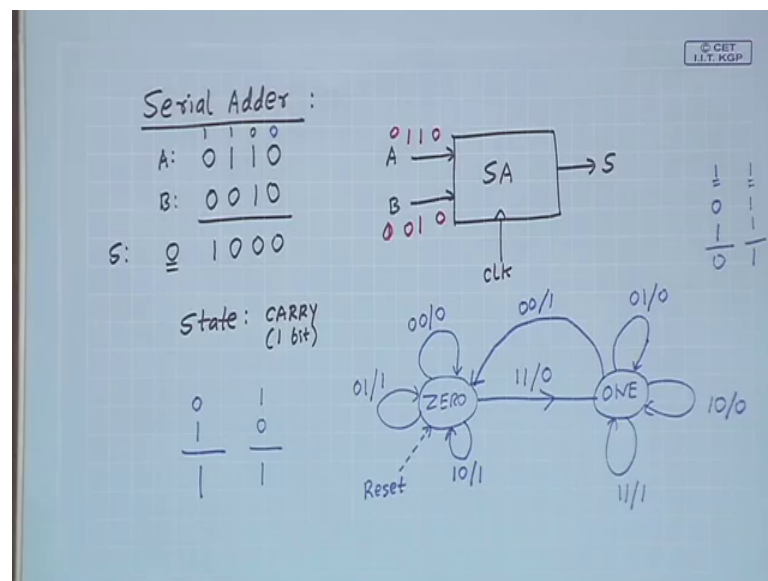 © CET
I.I.T. KGP
Serial Adder :
1 1 0 0
A: 0 1 1 0
B: 0 0 1 0
S: 0 1 0 0 0
0 1 1 0
A
B
0 0 1 0
SA
S
clk
1 1
0 1
1 1
0 1
State: CARRY
(1 bit)
0 1
1 0
1 1
00/0
01/1
ZERO
10/1
Reset
00/1
11/0
01/0
ONE
10/0
11/1